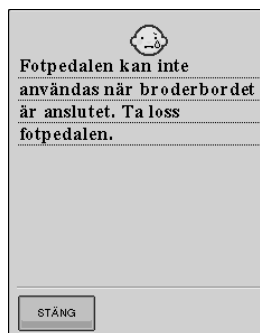 Fotpedalen kan inte
användas när broderbordet
är anslutet. Ta loss
fotpedalen.
STÄNG